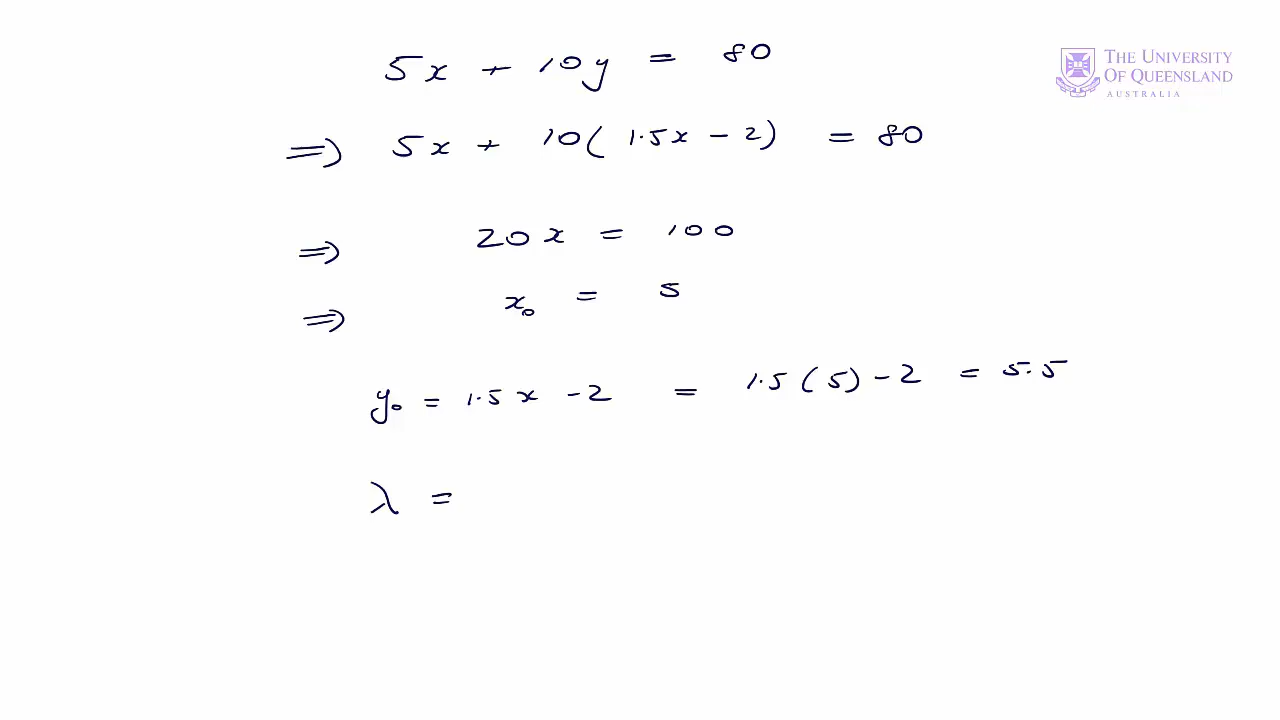 5x + 10y = 80
THE UNIVERSITY
OF QUEENSLAND
AUSTRALIA
⟹ 5x + 10(1.5x - 2) = 80
⟹ 20x = 100
⟹ x₀ = 5
y₀ = 1.5x - 2 = 1.5(5) - 2 = 5.5
λ =